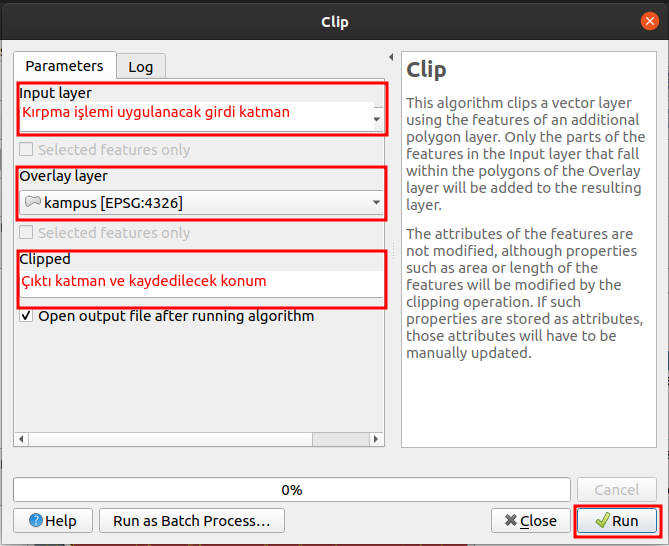 Clip
Parameters
Log
Input layer
Kırpma işlemi uygulanacak girdi katman
Selected features only
Overlay layer
kampus [EPSG:4326]
Selected features only
Clipped
Çıktı katman ve kaydedilecek konum
Open output file after running algorithm
Clip
This algorithm clips a vector layer
using the features of an additional
polygon layer. Only the parts of the
features in the Input layer that fall
within the polygons of the Overlay
layer will be added to the resulting
layer.
The attributes of the features are
not modified, although properties
such as area or length of the
features will be modified by the
clipping operation. If such
properties are stored as attributes,
those attributes will have to be
manually updated.
0%
Cancel
Help
Run as Batch Process…
Close
Run